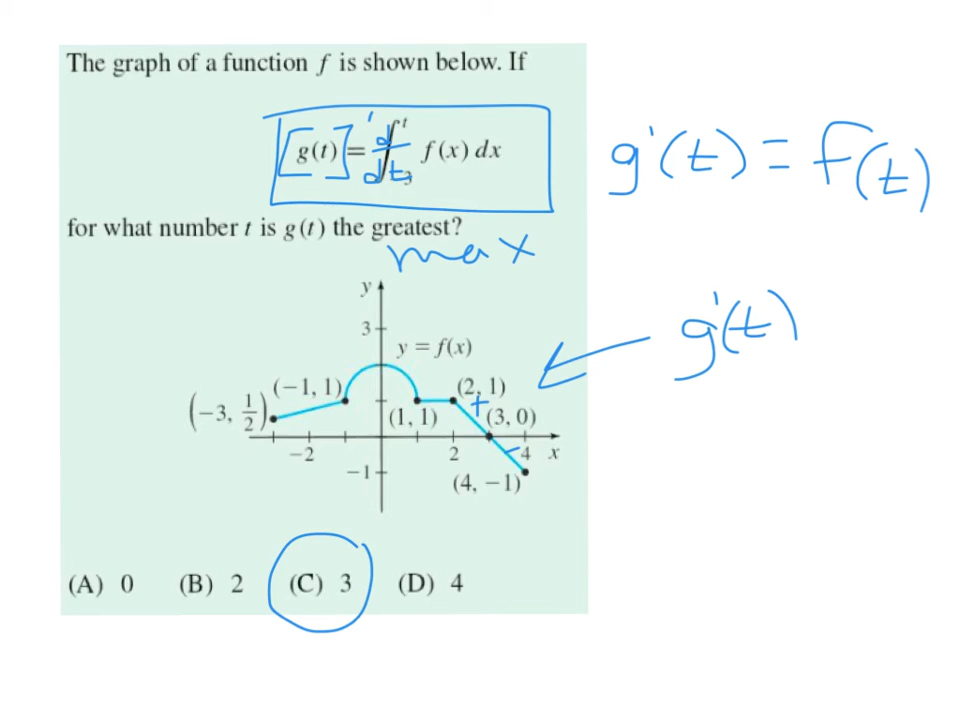 The graph of a function f is shown below. If
[g(t)]' = d/dt ∫ᵗ f(x) dx
g'(t) = f(t)
for what number t is g(t) the greatest?
max
y
g'(t)
3
y = f(x)
(−1, 1)
(2, 1)
(−3, 1/2)
+
(1, 1)
(3, 0)
−2
2
−
4
x
−1
(4, −1)
(A) 0 (B) 2 (C) 3 (D) 4